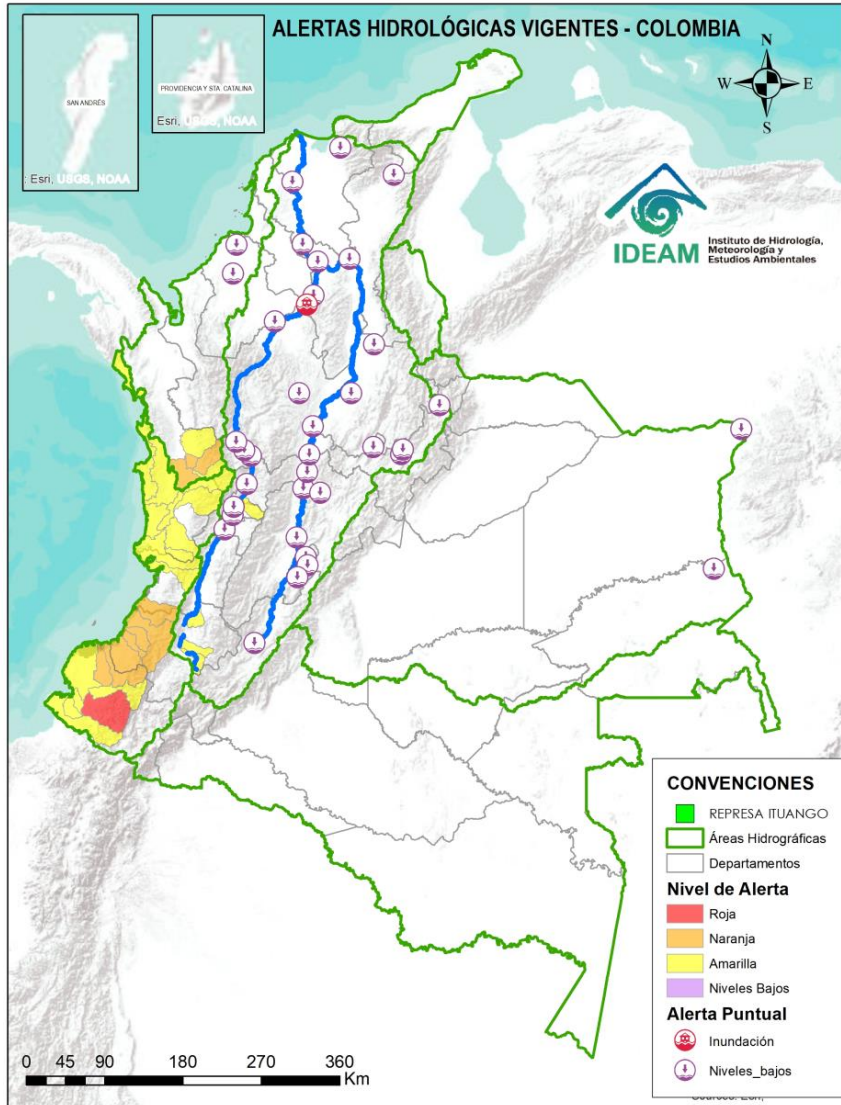 ALERTAS HIDROLÓGICAS VIGENTES - COLOMBIA
SAN ANDRÉS
: Esri, USGS, NOAA
PROVIDENCIA Y STA. CATALINA
Esri, USGS, NOAA
N
W
E
S
IDEAM
Instituto de Hidrología,
Meteorología y
Estudios Ambientales
CONVENCIONES
REPRESA ITUANGO
Áreas Hidrográficas
Departamentos
Nivel de Alerta
Roja
Naranja
Amarilla
Niveles Bajos
Alerta Puntual
Inundación
Niveles_bajos
0 45 90 180 270 360
Km
Sources: Esri,